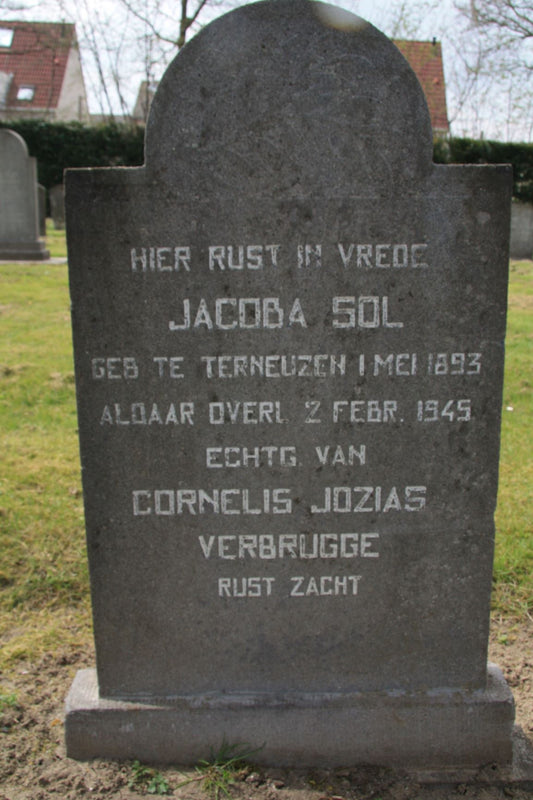 HIER RUST IN VREDE
JACOBA SOL
GEB TE TERNEUZEN 1 MEI 1893
ALDAAR OVERL. 2 FEBR. 1945
ECHTG. VAN
CORNELIS JOZIAS
VERBRUGGE
RUST ZACHT